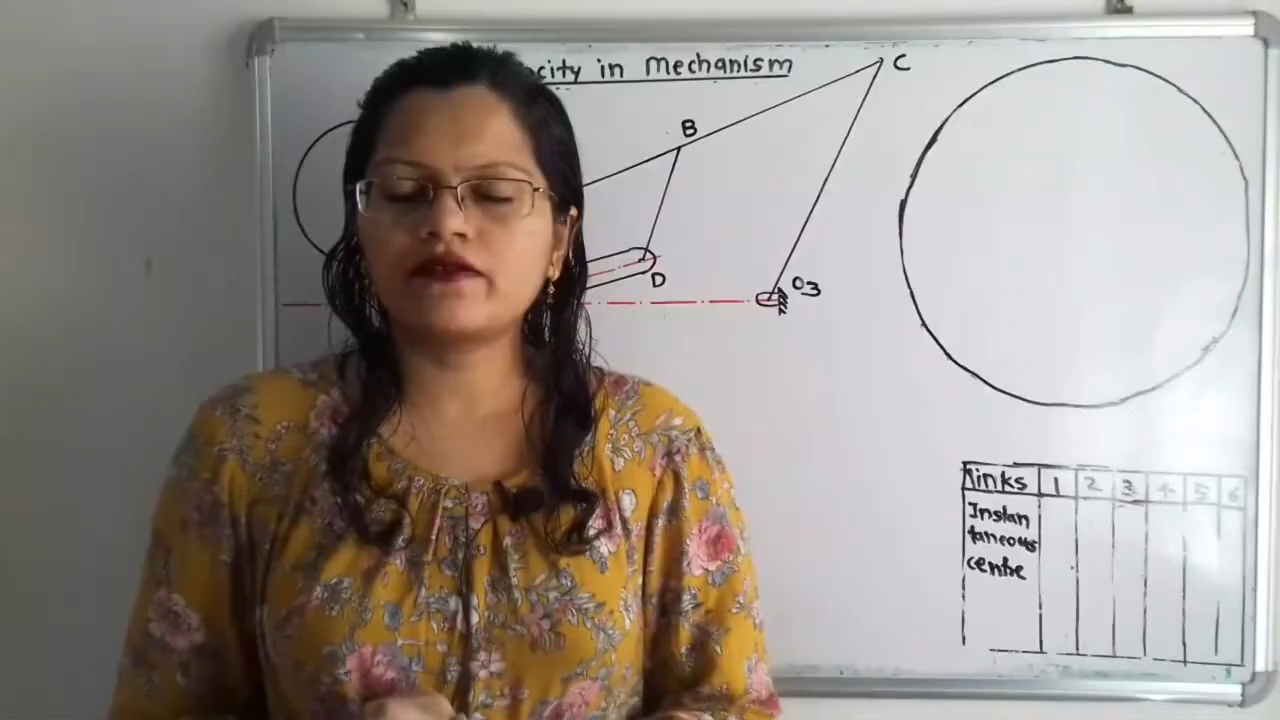 city in Mechanism
C
B
D
O3
links 1 2 3 4 5 6
Instan
taneous
centre